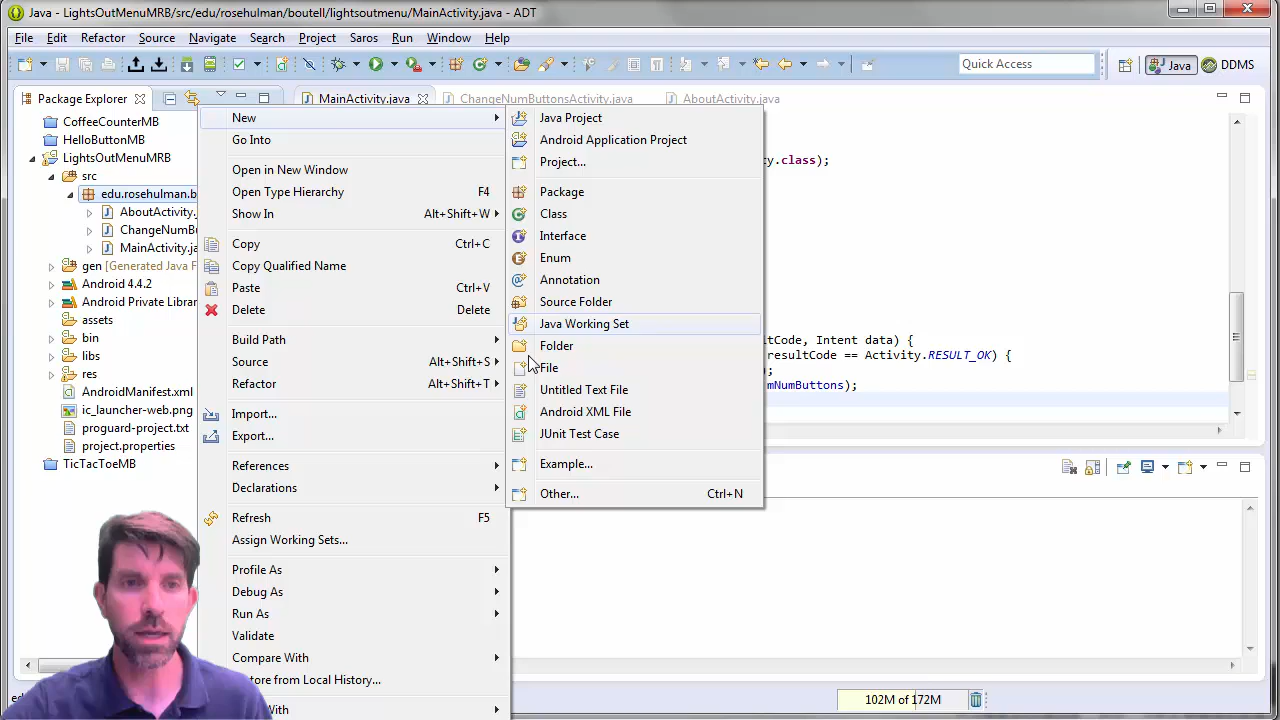 Java - LightsOutMenuMRB/src/edu/rosehulman/boutell/lightsoutmenu/MainActivity.java - ADT
File Edit Refactor Source Navigate Search Project Saros Run Window Help
Quick Access
Java
DDMS
Package Explorer
MainActivity.java
ChangeNumButtonsActivity.java
AboutActivity.java
CoffeeCounterMB
HelloButtonMB
LightsOutMenuMRB
src
edu.rosehulman.b
AboutActivity.
ChangeNumB
MainActivity.ja
gen [Generated Java F
Android 4.4.2
Android Private Librar
assets
bin
libs
res
AndroidManifest.xml
ic_launcher-web.png
proguard-project.txt
project.properties
TicTacToeMB
New
Go Into
Open in New Window
Open Type Hierarchy F4
Show In Alt+Shift+W
Copy Ctrl+C
Copy Qualified Name
Paste Ctrl+V
Delete Delete
Build Path
Source Alt+Shift+S
Refactor Alt+Shift+T
Import...
Export...
References
Declarations
Refresh F5
Assign Working Sets...
Profile As
Debug As
Run As
Validate
Compare With
tore from Local History...
With
Java Project
Android Application Project
Project...
Package
Class
Interface
Enum
Annotation
Source Folder
Java Working Set
Folder
File
Untitled Text File
Android XML File
JUnit Test Case
Example...
Other... Ctrl+N
y.class);
ltCode, Intent data) {
resultCode == Activity.RESULT_OK) {
);
mNumButtons);
ed
102M of 172M